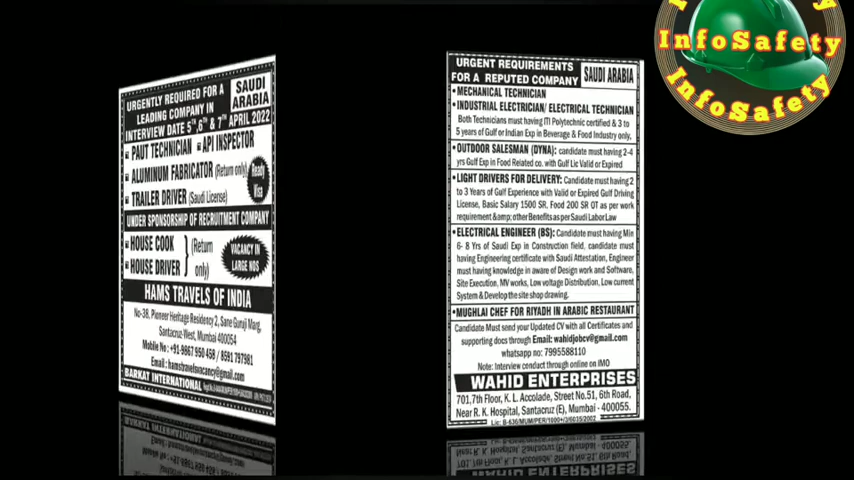 URGENTLY REQUIRED FOR A
LEADING COMPANY IN
SAUDI
ARABIA
INTERVIEW DATE 5TH,6TH & 7TH APRIL 2022
PAUT TECHNICIAN API INSPECTOR
ALUMINUM FABRICATOR (Return only)
TRAILER DRIVER (Saudi License)
Ready
Visa
UNDER SPONSORSHIP OF RECRUITMENT COMPANY
HOUSE COOK
HOUSE DRIVER
(Return
only)
VACANCY IN
LARGE NOS
HAMS TRAVELS OF INDIA
No-38, Pioneer Heritage Residency 2, Sane Guruji Marg,
Santacruz-West, Mumbai 400054
Mobile No : +91-9867 950 458 / 8591 797981
Email : hamstravelsvacancy@gmail.com
BARKAT INTERNATIONAL
URGENT REQUIREMENTS
FOR A REPUTED COMPANY
SAUDI ARABIA
•MECHANICAL TECHNICIAN
•INDUSTRIAL ELECTRICIAN/ ELECTRICAL TECHNICIAN
Both Technicians must having ITI Polytechnic certified & 3 to
5 years of Gulf or Indian Exp in Beverage & Food Industry only,
•OUTDOOR SALESMAN (DYNA): candidate must having 2-4
yrs Gulf Exp in Food Related co. with Gulf Lic Valid or Expired
•LIGHT DRIVERS FOR DELIVERY: Candidate must having 2
to 3 Years of Gulf Experience with Valid or Expired Gulf Driving
License, Basic Salary 1500 SR, Food 200 SR OT as per work
requirement &amp; other Benefits as per Saudi Labor Law
•ELECTRICAL ENGINEER (BS): Candidate must having Min
6- 8 Yrs of Saudi Exp in Construction field, candidate must
having Engineering certificate with Saudi Attestation, Engineer
must having knowledge in aware of Design work and Software,
Site Execution, MV works, Low voltage Distribution, Low current
System & Develop the site shop drawing.
•MUGHLAI CHEF FOR RIYADH IN ARABIC RESTAURANT
Candidate Must send your Updated CV with all Certificates and
supporting docs through Email: wahidjobcv@gmail.com
whatsapp no: 7995588110
Note: Interview conduct through online on IMO
WAHID ENTERPRISES
701,7th Floor, K. L. Accolade, Street No.51, 6th Road,
Near R. K. Hospital, Santacruz (E), Mumbai - 400055.
Lic: B-636/MUM/PER/1000+/3/6035/2002
InfoSafety
InfoSafety